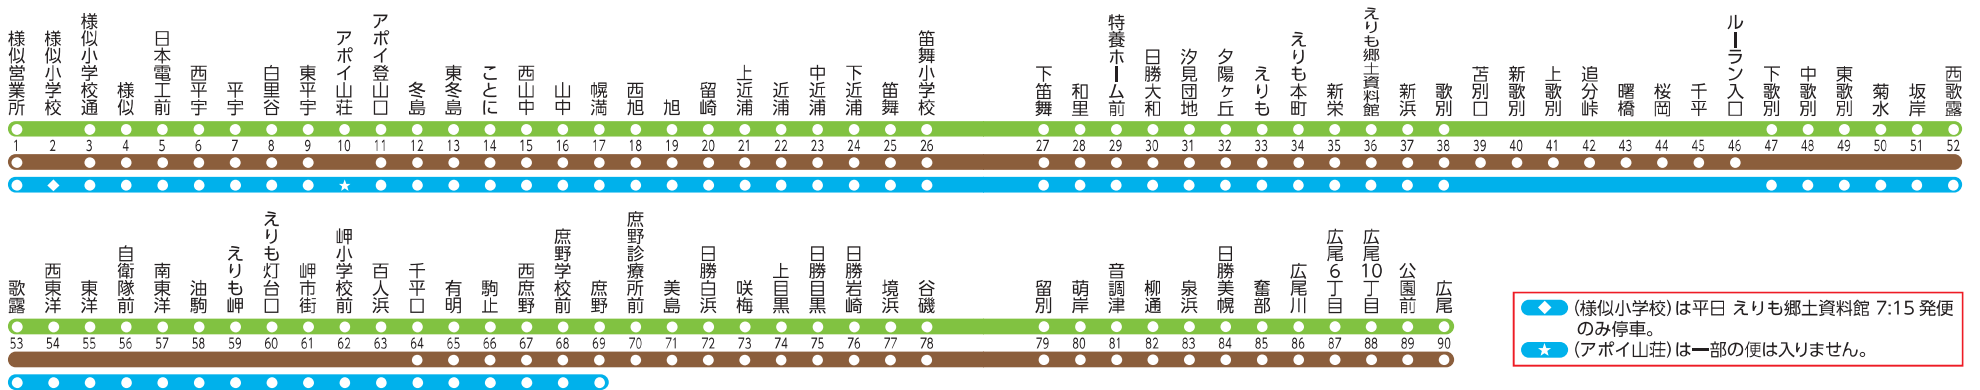 様似営業所
様似小学校
様似小学校通
様似
日本電工前
西平宇
平宇
白里谷
東平宇
アポイ山荘
アポイ登山口
冬島
東冬島
ことに
西山中
山中
幌満
西旭
旭
留崎
上近浦
近浦
中近浦
下近浦
笛舞
笛舞小学校
下笛舞
和里
特養ホーム前
日勝大和
汐見団地
夕陽ヶ丘
えりも
えりも本町
新栄
えりも郷土資料館
新浜
歌別
苫別口
新歌別
上歌別
追分峠
曙橋
桜岡
千平
ルーラン入口
下歌別
中歌別
東歌別
菊水
坂岸
西歌露
1 2 3 4 5 6 7 8 9 10 11 12 13 14 15 16 17 18 19 20 21 22 23 24 25 26 27 28 29 30 31 32 33 34 35 36 37 38 39 40 41 42 43 44 45 46 47 48 49 50 51 52
歌露
西東洋
東洋
自衛隊前
南東洋
油駒
えりも岬
えりも灯台口
岬市街
岬小学校前
百人浜
千平口
有明
駒止
西庶野
庶野学校前
庶野
庶野診療所前
美島
日勝白浜
咲梅
上目黒
日勝目黒
日勝岩崎
境浜
谷磯
留別
萌岸
音調津
柳通
泉浜
日勝美幌
奮部
広尾川
広尾6丁目
広尾10丁目
公園前
広尾
53 54 55 56 57 58 59 60 61 62 63 64 65 66 67 68 69 70 71 72 73 74 75 76 77 78 79 80 81 82 83 84 85 86 87 88 89 90
(様似小学校)は平日 えりも郷土資料館 7:15発便
のみ停車。
(アポイ山荘)は一部の便は入りません。